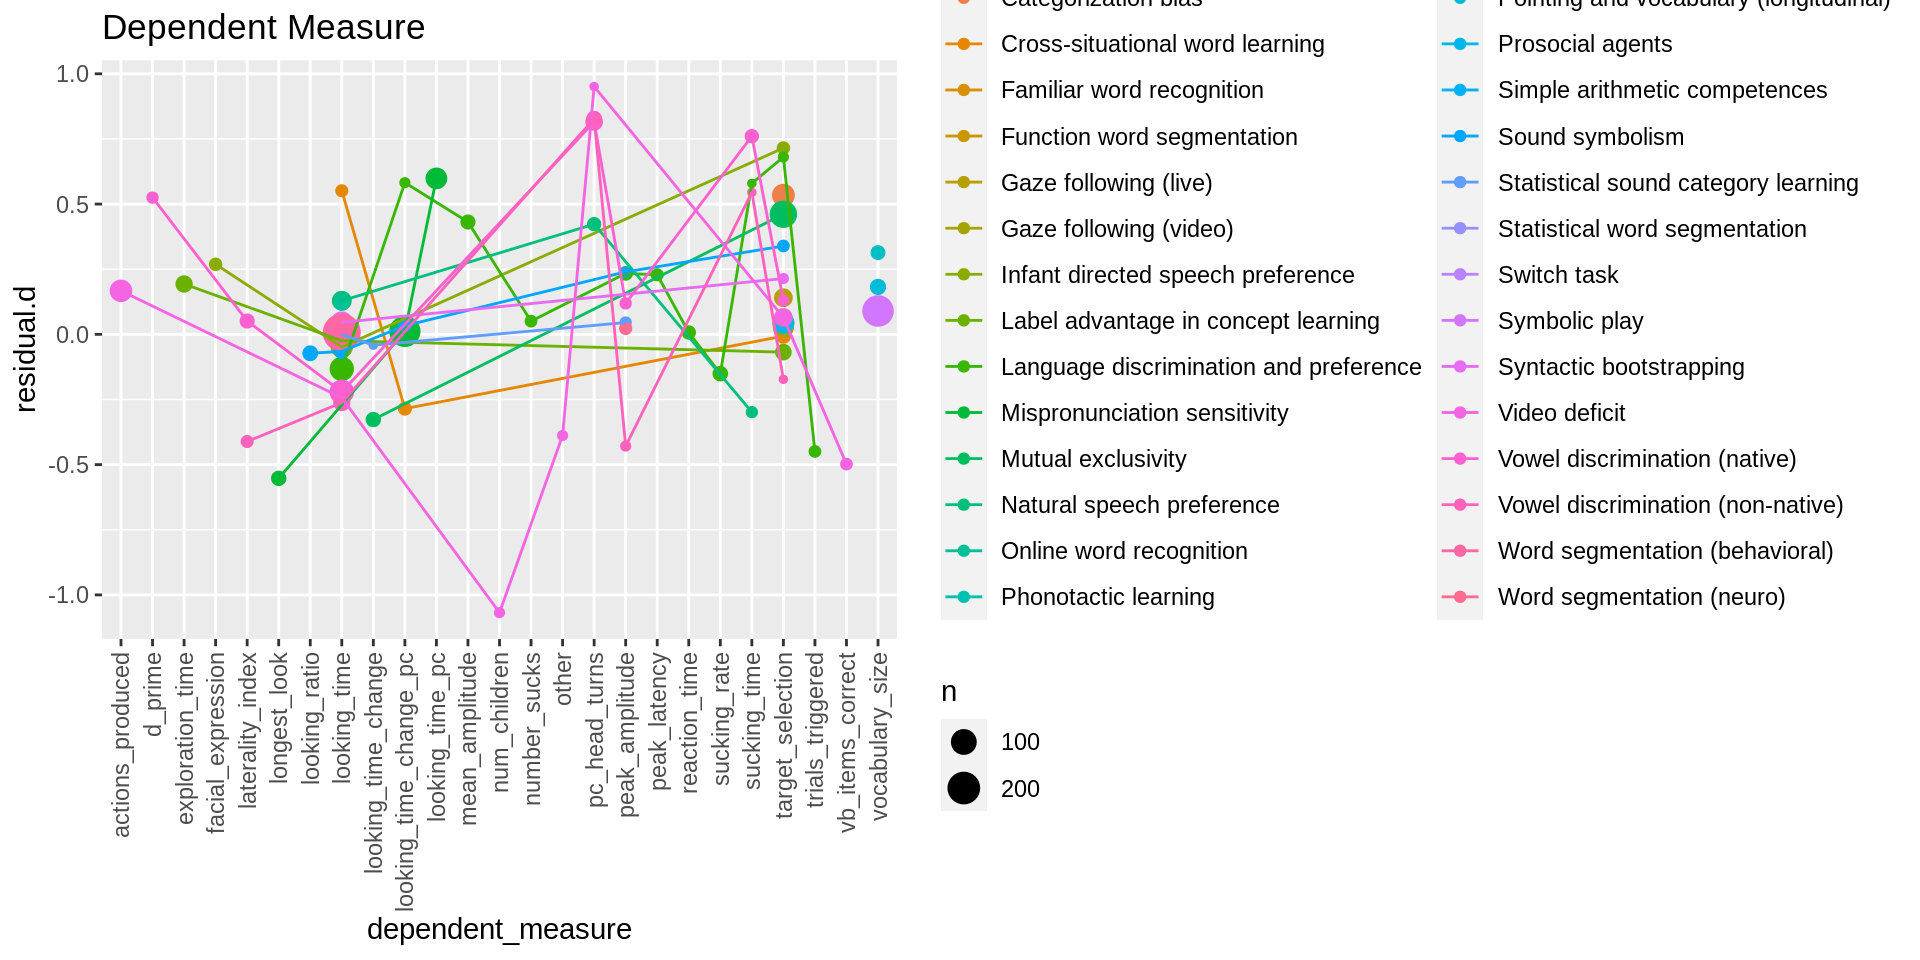 Dependent Measure
1.0
0.5
0.0
-0.5
-1.0
residual.d
actions_produced
d_prime
exploration_time
facial_expression
laterality_index
longest_look
looking_ratio
looking_time
looking_time_change
looking_time_change_pc
looking_time_pc
mean_amplitude
num_children
number_sucks
other
pc_head_turns
peak_amplitude
peak_latency
reaction_time
sucking_rate
sucking_time
target_selection
trials_triggered
vb_items_correct
vocabulary_size
dependent_measure
Categorization bias
Cross-situational word learning
Familiar word recognition
Function word segmentation
Gaze following (live)
Gaze following (video)
Infant directed speech preference
Label advantage in concept learning
Language discrimination and preference
Mispronunciation sensitivity
Mutual exclusivity
Natural speech preference
Online word recognition
Phonotactic learning
Pointing and vocabulary (longitudinal)
Prosocial agents
Simple arithmetic competences
Sound symbolism
Statistical sound category learning
Statistical word segmentation
Switch task
Symbolic play
Syntactic bootstrapping
Video deficit
Vowel discrimination (native)
Vowel discrimination (non-native)
Word segmentation (behavioral)
Word segmentation (neuro)
n
100
200